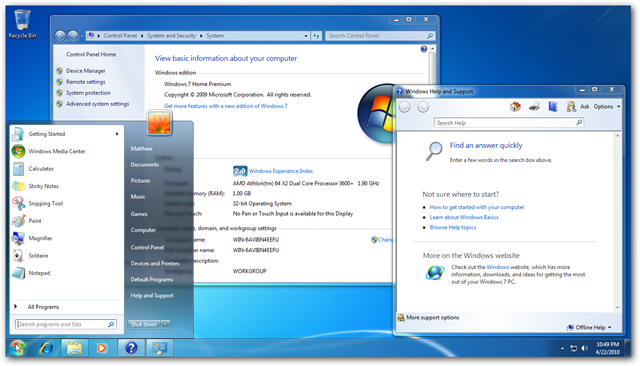 Recycle Bin
Control Panel ▸ System and Security ▸ System
Search Control Panel
Control Panel Home
Device Manager
Remote settings
System protection
Advanced system settings
View basic information about your computer
Windows edition
Windows 7 Home Premium
Copyright © 2009 Microsoft Corporation. All rights reserved.
Get more features with a new edition of Windows 7
2.9 Windows Experience Index
AMD Athlon(tm) 64 X2 Dual Core Processor 3600+ 1.90 GHz
(RAM): 1.00 GB
32-bit Operating System
No Pen or Touch Input is available for this Display
name, domain, and workgroup settings
WIN-6AVIBN4EEFU
WIN-6AVIBN4EEFU
WORKGROUP
Getting Started
Windows Media Center
Calculator
Sticky Notes
Snipping Tool
Paint
Magnifier
Solitaire
Notepad
All Programs
Search programs and files
Matthew
Documents
Pictures
Music
Games
Computer
Control Panel
Devices and Printers
Default Programs
Help and Support
Shut down
Windows Help and Support
Ask Options
Search Help
Find an answer quickly
Enter a few words in the search box above.
Not sure where to start?
How to get started with your computer
Learn about Windows Basics
Browse Help topics
More on the Windows website
Check out the Windows website, which has more
information, downloads, and ideas for getting the most
out of your Windows 7 PC.
More support options
Offline Help
10:49 PM
4/22/2010